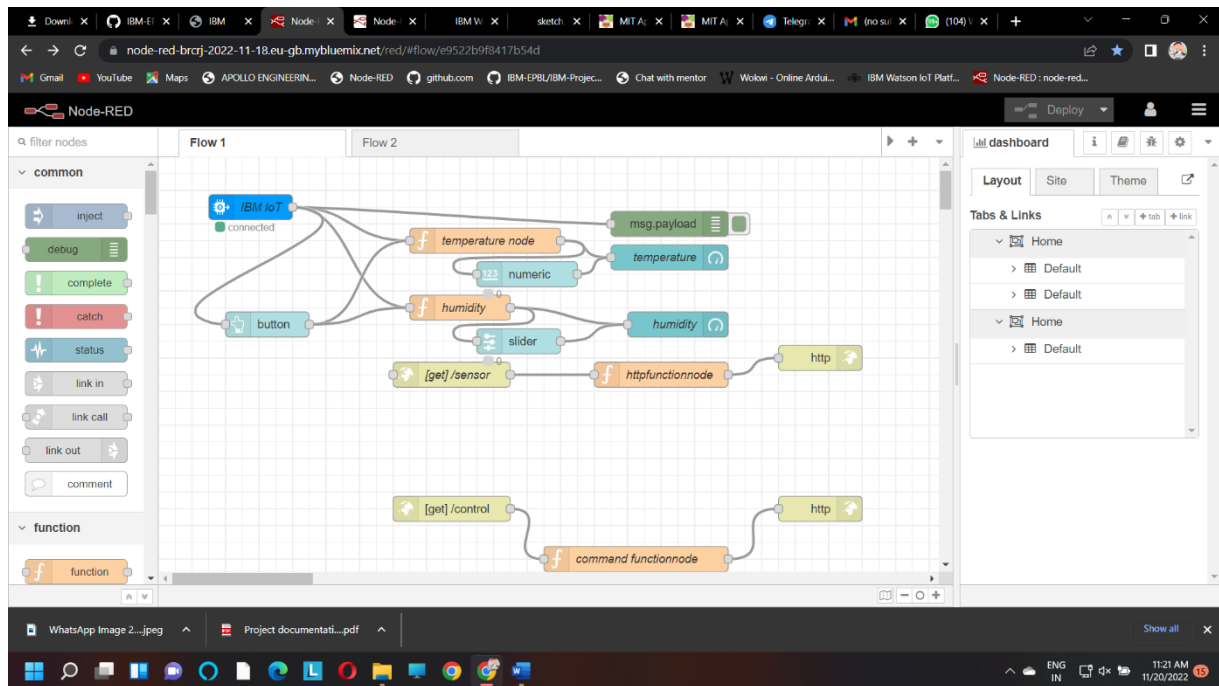 Downl
IBM-E
IBM
Node-
Node-
IBM W
sketch
MIT A
MIT A
Telegr
(no su
(104)
node-red-brcrj-2022-11-18.eu-gb.mybluemix.net/red/#flow/e9522b9f8417b54d
Gmail
YouTube
Maps
APOLLO ENGINEERIN...
Node-RED
github.com
IBM-EPBL/IBM-Projec...
Chat with mentor
Wokwi - Online Ardui...
IBM Watson IoT Platf...
Node-RED : node-red...
Node-RED
Deploy
filter nodes
Flow 1
Flow 2
dashboard
common
inject
debug
complete
catch
status
link in
link call
link out
comment
function
function
IBM IoT
connected
msg.payload
temperature node
temperature
123 numeric
0
humidity
button
slider
humidity
0
[get] /sensor
httpfunctionnode
http
[get] /control
http
command functionnode
Layout
Site
Theme
Tabs & Links
+ tab
+ link
Home
Default
Default
Home
Default
WhatsApp Image 2....jpeg
Project documentati....pdf
Show all
ENG
IN
11:21 AM
11/20/2022
15